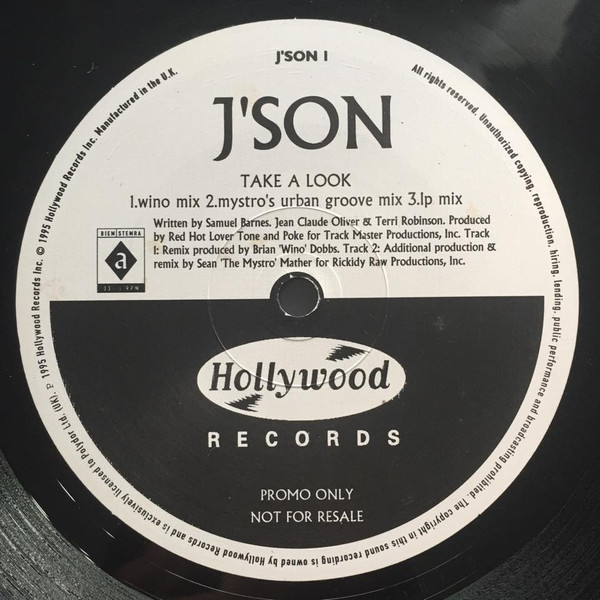 J'SON 1
J'SON
TAKE A LOOK
1.wino mix 2.mystro's urban groove mix 3.lp mix
Written by Samuel Barnes. Jean Claude Oliver & Terri Robinson. Produced
by Red Hot Lover Tone and Poke for Track Master Productions, Inc. Track
1: Remix produced by Brian 'Wino' Dobbs. Track 2: Additional production &
remix by Sean 'The Mystro' Mather for Rickidy Raw Productions, Inc.
BIEM STEMRA
a
33 RPM
Hollywood
RECORDS
PROMO ONLY
NOT FOR RESALE
℗ 1995 Hollywood Records Inc. © 1995 Hollywood Records Inc. Manufactured in the U.K.
All rights reserved. Unauthorized copying, reproduction, hiring, lending, public performance and broadcasting prohibited. The copyright in this sound recording is owned by Hollywood Records and is exclusively licensed to Polydor Ltd. (UK).